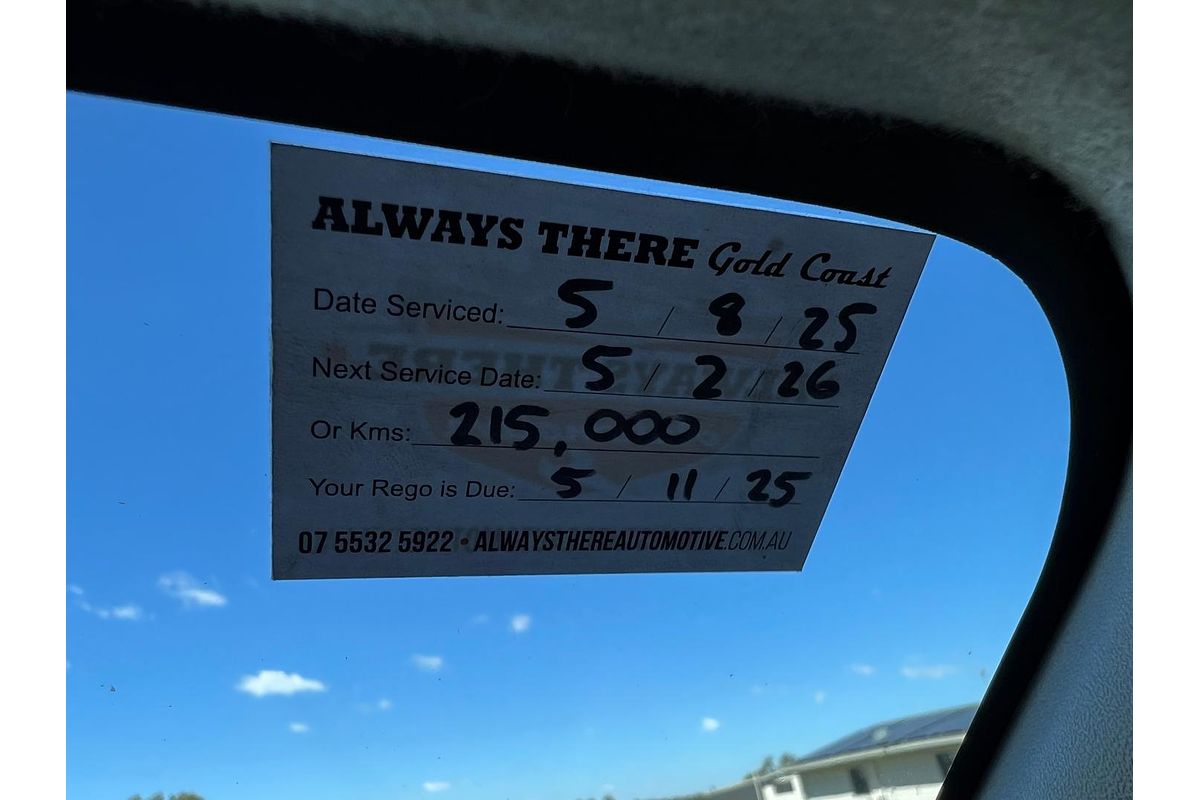 ALWAYS THERE Gold Coast
Date Serviced: 5 / 8 / 25
Next Service Date: 5 / 2 / 26
Or Kms: 215,000
Your Rego is Due: 5 / 11 / 25
07 5532 5922 • ALWAYSTHEREAUTOMOTIVE.COM.AU